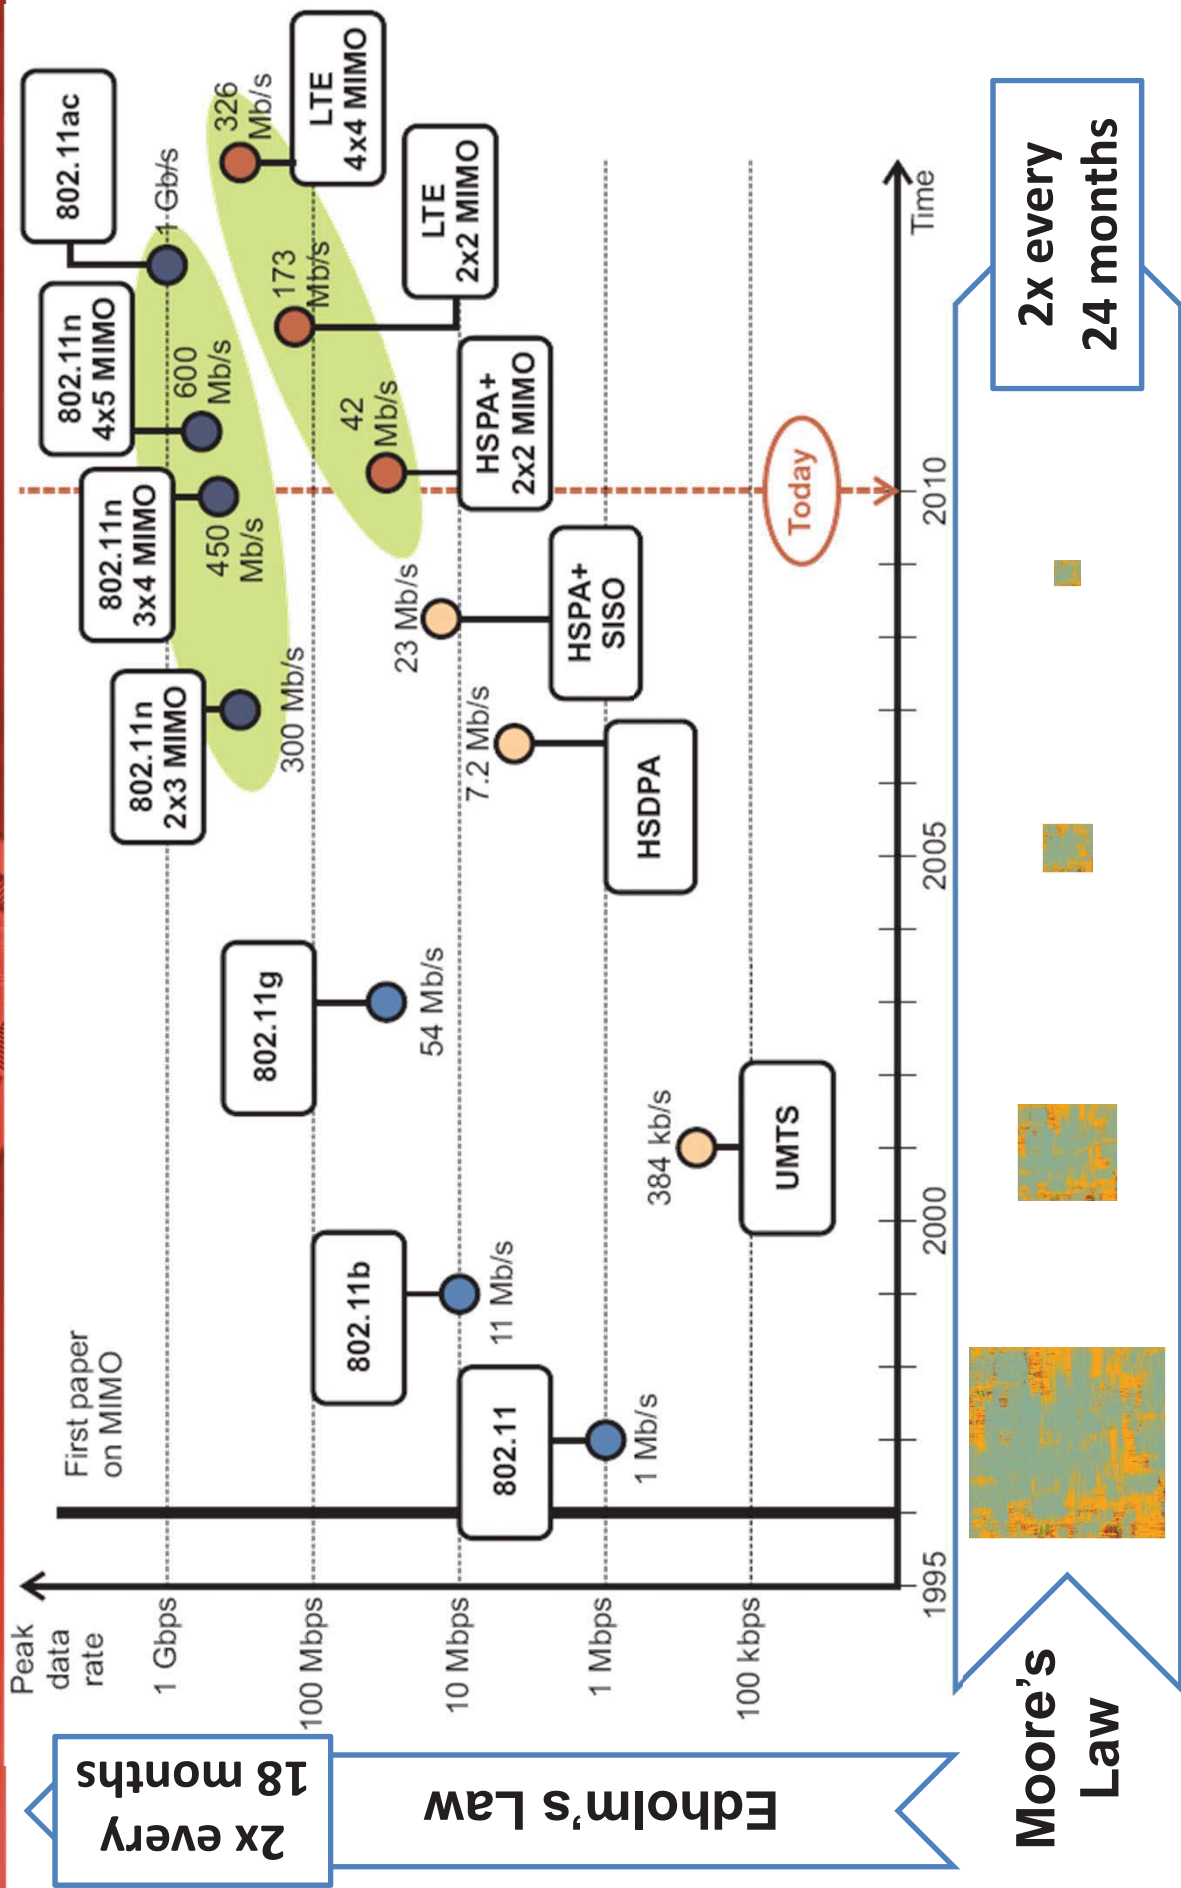 Peak
data
rate
1 Gbps
100 Mbps
10 Mbps
1 Mbps
100 kbps
2x every
18 months
Edholm's Law
First paper
on MIMO
802.11
1 Mb/s
802.11b
11 Mb/s
802.11g
54 Mb/s
UMTS
384 kb/s
HSDPA
7.2 Mb/s
HSPA+
SISO
23 Mb/s
802.11n
2x3 MIMO
300 Mb/s
802.11n
3x4 MIMO
450
Mb/s
802.11n
4x5 MIMO
600
Mb/s
802.11ac
1 Gb/s
HSPA+
2x2 MIMO
42
Mb/s
LTE
2x2 MIMO
173
Mb/s
LTE
4x4 MIMO
326
Mb/s
Today
Time
1995
2000
2005
2010
Moore's
Law
2x every
24 months